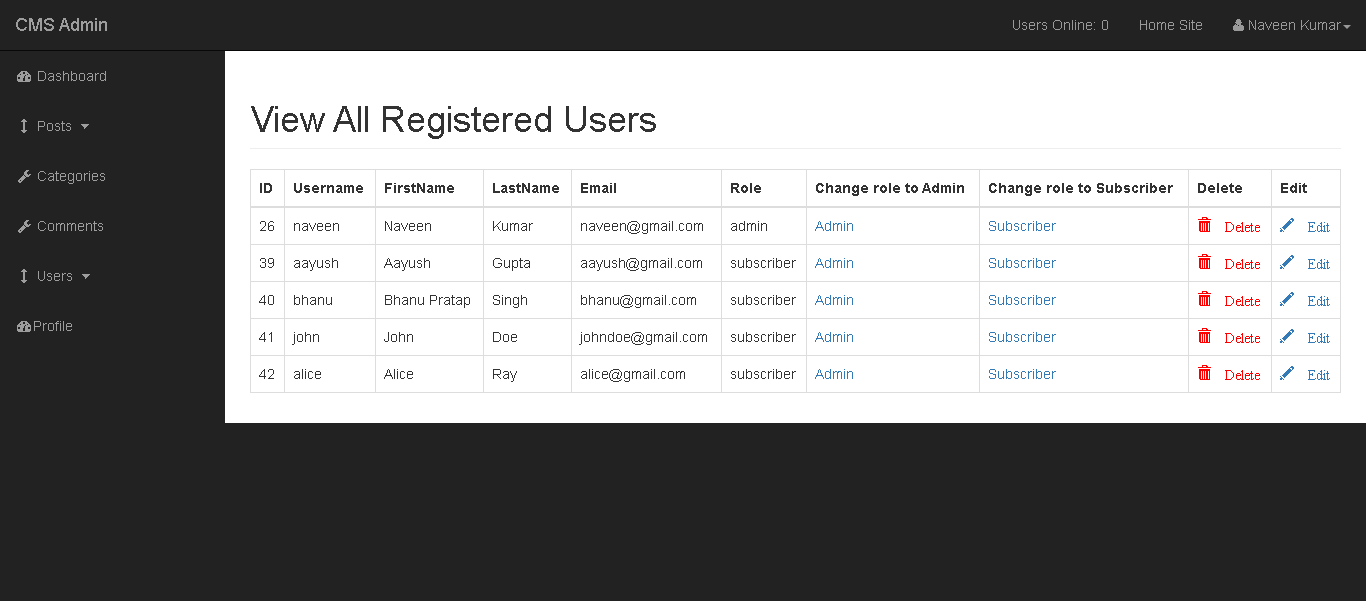 CMS Admin Users Online: 0 Home Site Naveen Kumar
Dashboard
Posts
Categories
Comments
Users
Profile
View All Registered Users
ID Username FirstName LastName Email Role Change role to Admin Change role to Subscriber Delete Edit
26 naveen Naveen Kumar naveen@gmail.com admin Admin Subscriber Delete Edit
39 aayush Aayush Gupta aayush@gmail.com subscriber Admin Subscriber Delete Edit
40 bhanu Bhanu Pratap Singh bhanu@gmail.com subscriber Admin Subscriber Delete Edit
41 john John Doe johndoe@gmail.com subscriber Admin Subscriber Delete Edit
42 alice Alice Ray alice@gmail.com subscriber Admin Subscriber Delete Edit